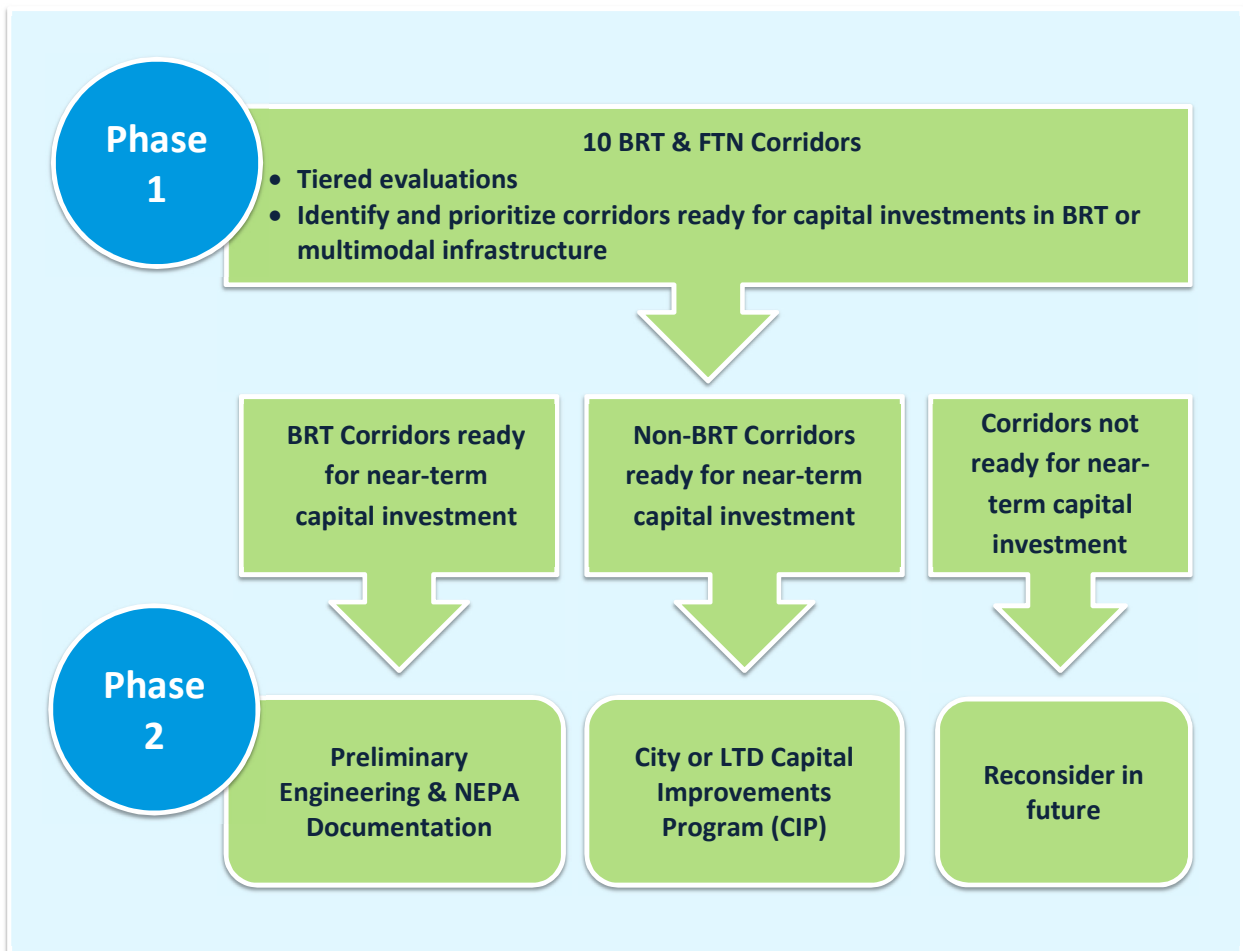 Phase
1
10 BRT & FTN Corridors
• Tiered evaluations
• Identify and prioritize corridors ready for capital investments in BRT or
multimodal infrastructure
BRT Corridors ready
for near-term
capital investment
Non-BRT Corridors
ready for near-term
capital investment
Corridors not
ready for near-
term capital
investment
Phase
2
Preliminary
Engineering & NEPA
Documentation
City or LTD Capital
Improvements
Program (CIP)
Reconsider in
future